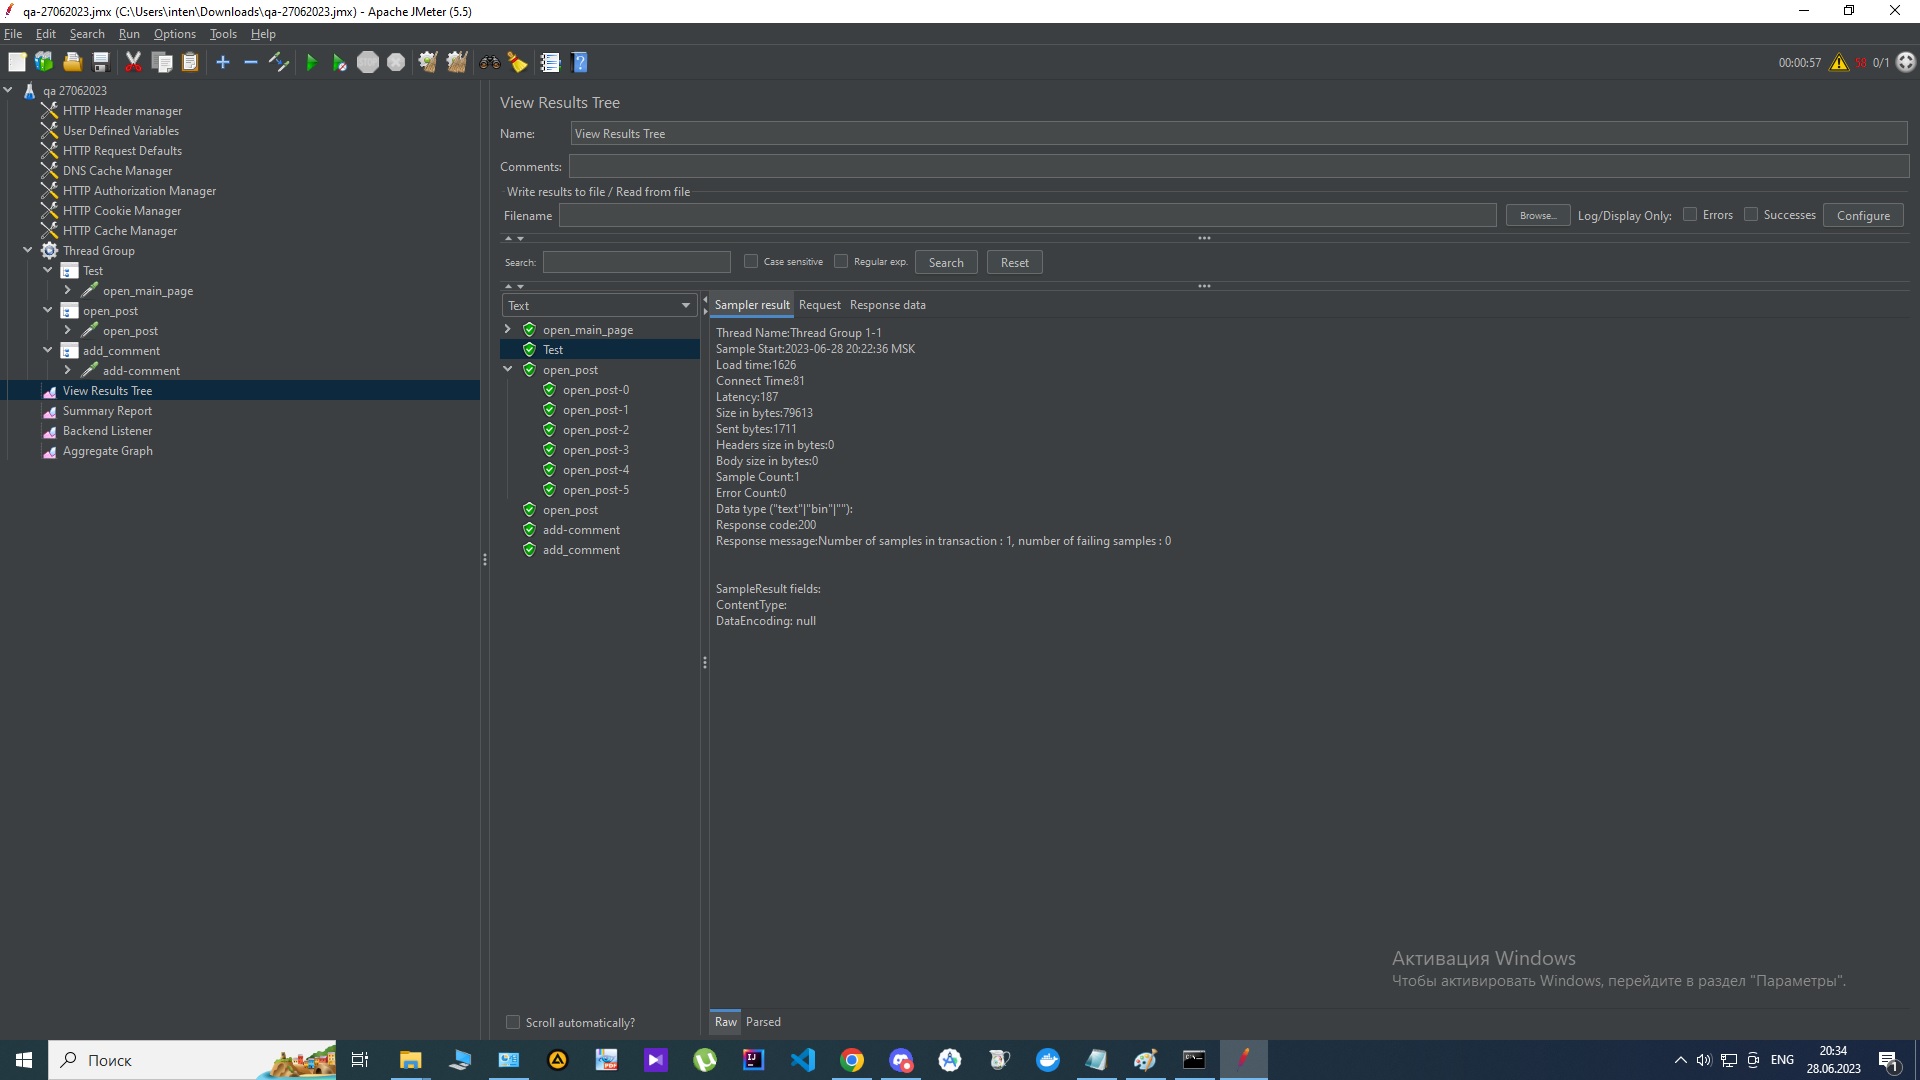 qa-27062023.jmx (C:\Users\inten\Downloads\qa-27062023.jmx) - Apache JMeter (5.5)
File Edit Search Run Options Tools Help
00:00:57 58 0/1
qa 27062023
HTTP Header manager
User Defined Variables
HTTP Request Defaults
DNS Cache Manager
HTTP Authorization Manager
HTTP Cookie Manager
HTTP Cache Manager
Thread Group
Test
open_main_page
open_post
open_post
add_comment
add-comment
View Results Tree
Summary Report
Backend Listener
Aggregate Graph
View Results Tree
Name: View Results Tree
Comments:
Write results to file / Read from file
Filename Browse... Log/Display Only: Errors Successes Configure
Search: Case sensitive Regular exp. Search Reset
Text
open_main_page
Test
open_post
open_post-0
open_post-1
open_post-2
open_post-3
open_post-4
open_post-5
open_post
add-comment
add_comment
Scroll automatically?
Sampler result Request Response data
Thread Name:Thread Group 1-1
Sample Start:2023-06-28 20:22:36 MSK
Load time:1626
Connect Time:81
Latency:187
Size in bytes:79613
Sent bytes:1711
Headers size in bytes:0
Body size in bytes:0
Sample Count:1
Error Count:0
Data type ("text"|"bin"|""):
Response code:200
Response message:Number of samples in transaction : 1, number of failing samples : 0
SampleResult fields:
ContentType:
DataEncoding: null
Raw Parsed
Активация Windows
Чтобы активировать Windows, перейдите в раздел "Параметры".
Поиск
ENG
20:34
28.06.2023
1